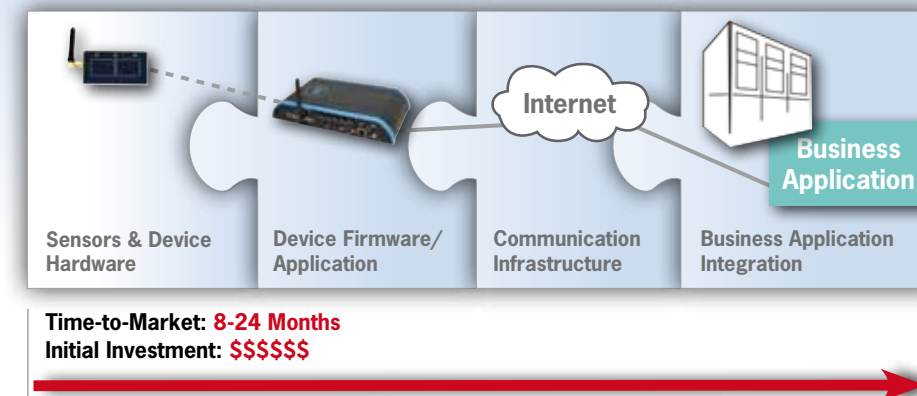 Internet
Business
Application
Sensors & Device
Hardware
Device Firmware/
Application
Communication
Infrastructure
Business Application
Integration
Time-to-Market: 8-24 Months
Initial Investment: $$$$$$